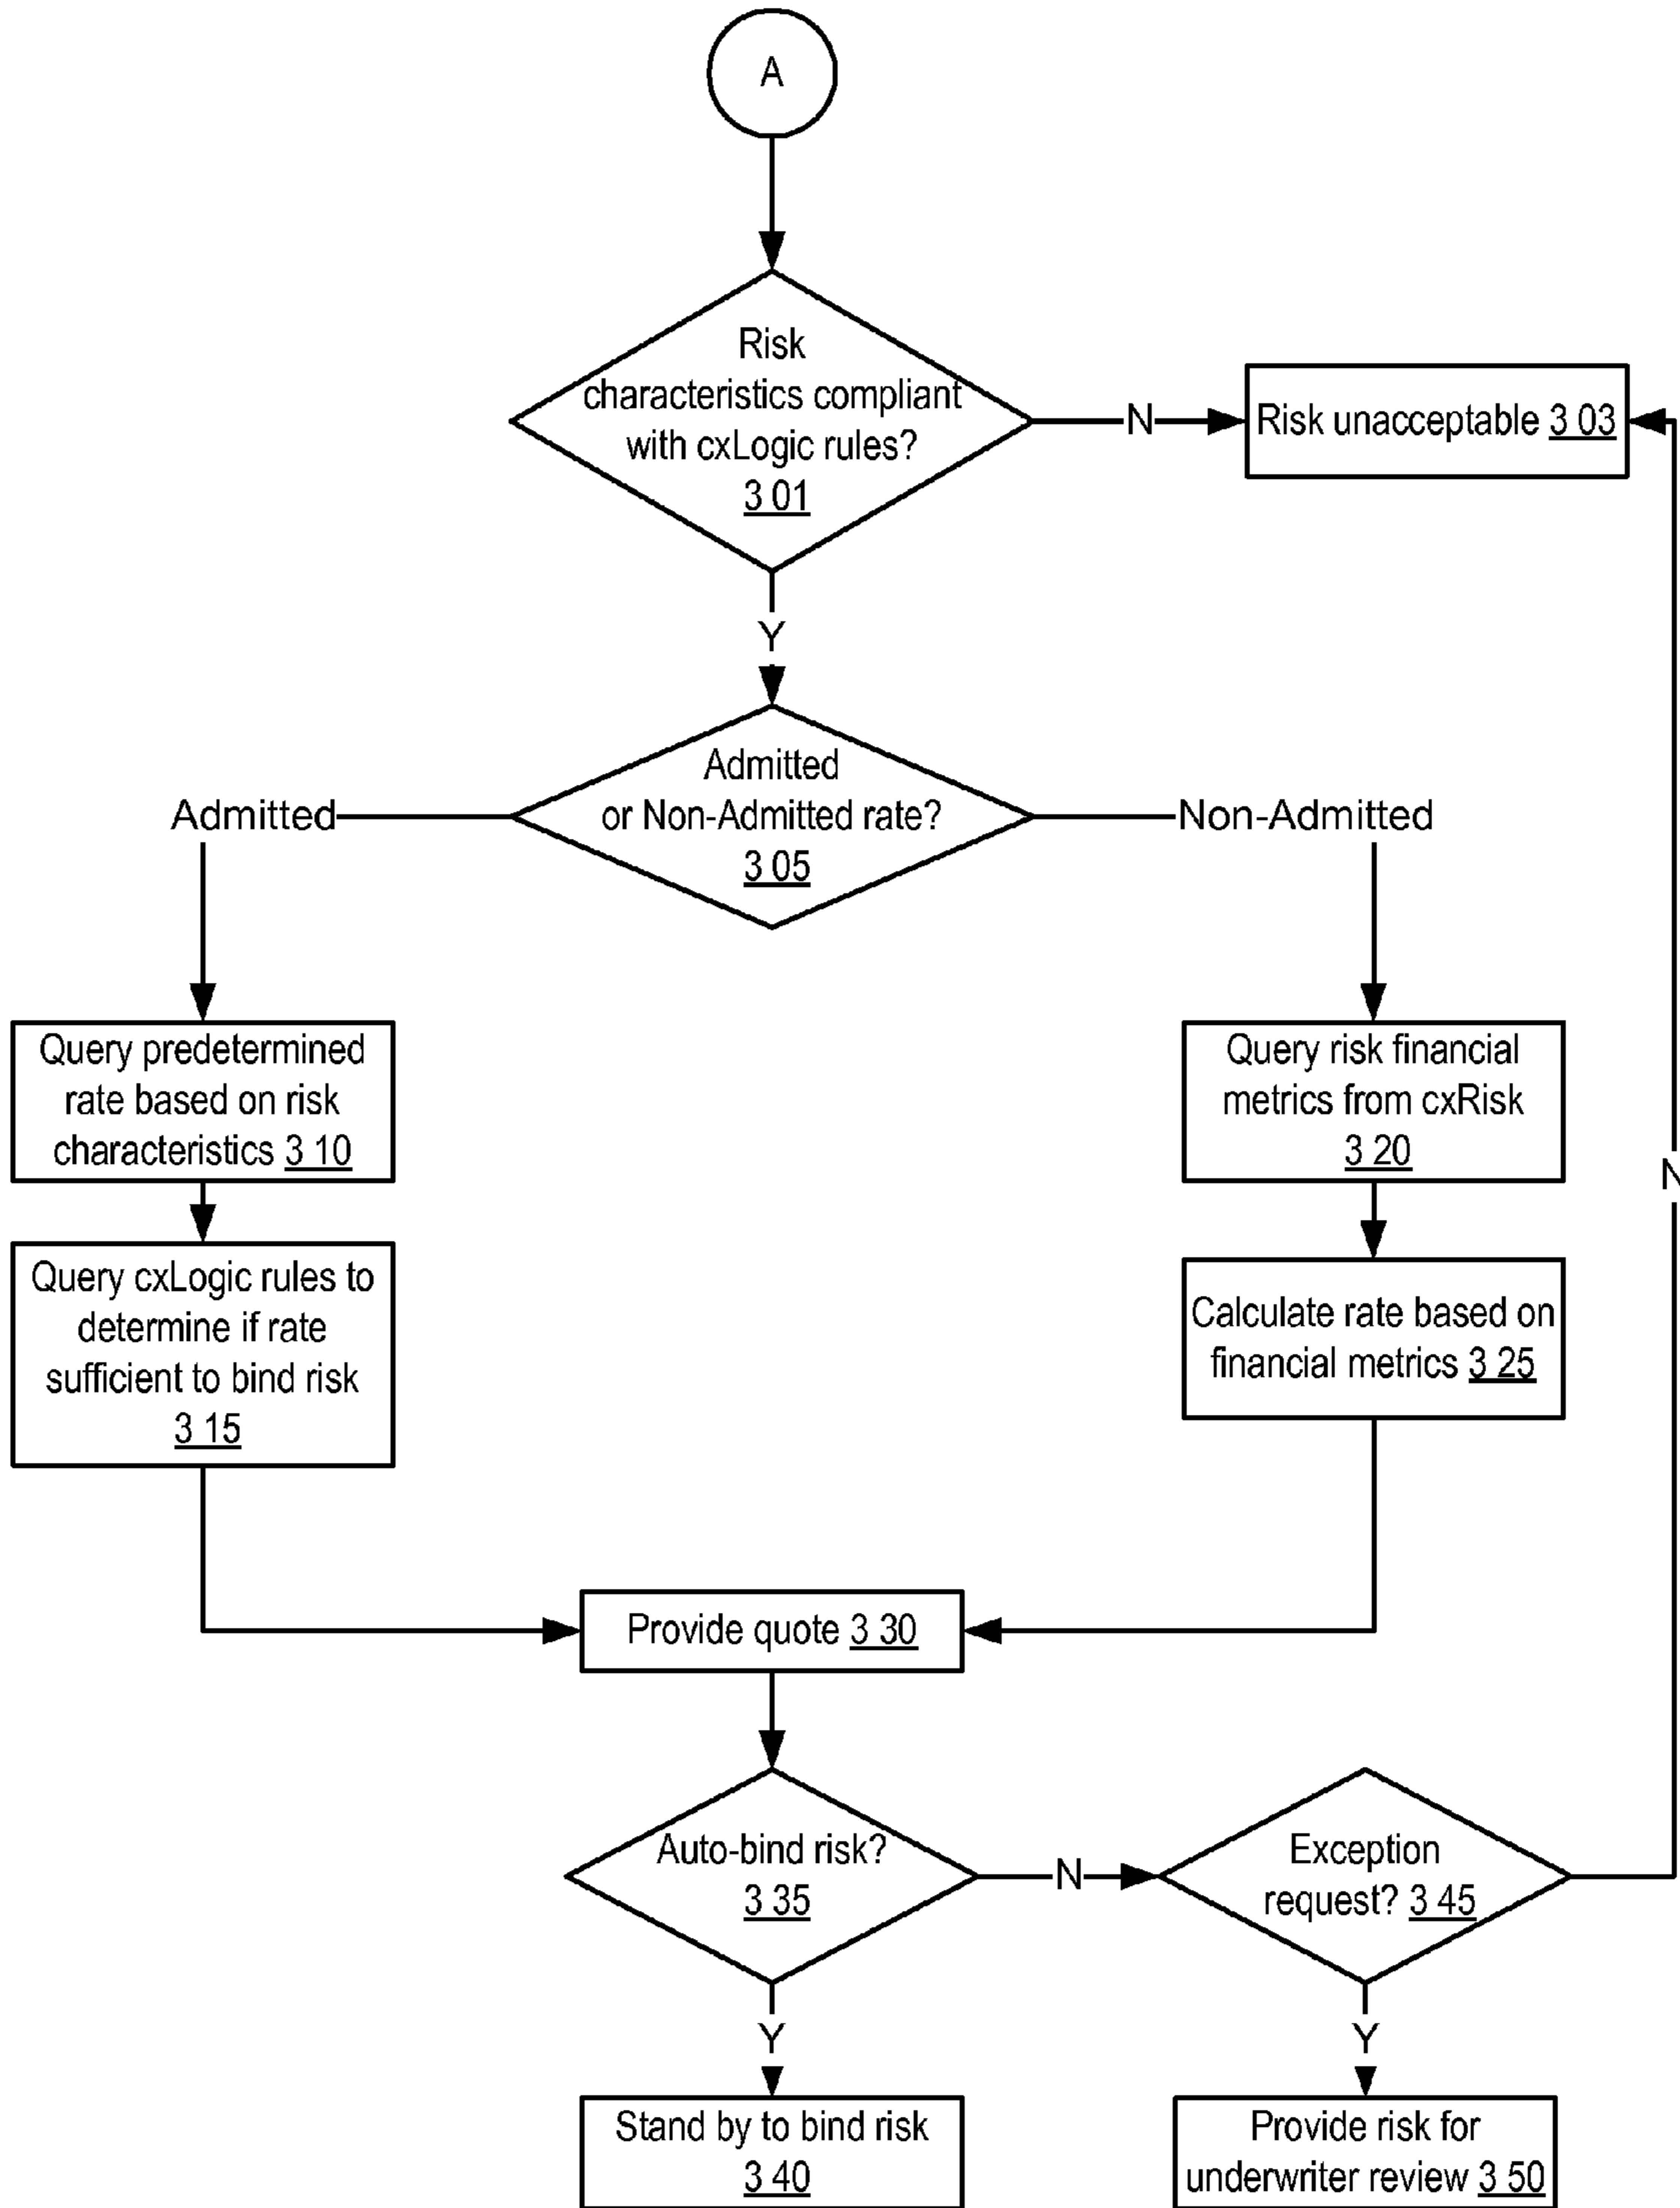 A
Risk
characteristics compliant
with cxLogic rules?
3 01
N
Risk unacceptable 3 03
Y
Admitted
or Non-Admitted rate?
3 05
Admitted
Non-Admitted
Query predetermined
rate based on risk
characteristics 3 10
Query risk financial
metrics from cxRisk
3 20
N
Query cxLogic rules to
determine if rate
sufficient to bind risk
3 15
Calculate rate based on
financial metrics 3 25
Provide quote 3 30
Auto-bind risk?
3 35
N
Exception
request? 3 45
Y
Y
Stand by to bind risk
3 40
Provide risk for
underwriter review 3 50